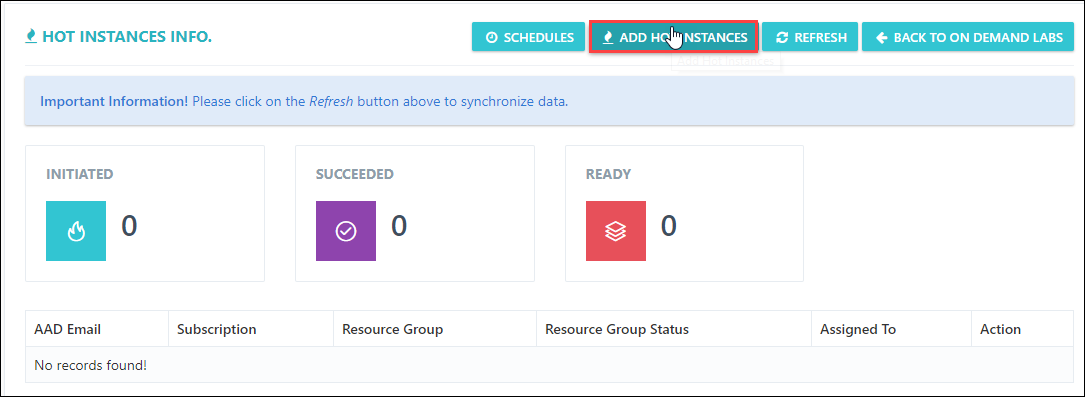 HOT INSTANCES INFO.
SCHEDULES
ADD HOT INSTANCES
REFRESH
BACK TO ON DEMAND LABS
Important Information! Please click on the Refresh button above to synchronize data.
INITIATED
SUCCEEDED
READY
0
0
0
AAD Email Subscription Resource Group Resource Group Status Assigned To Action
No records found!